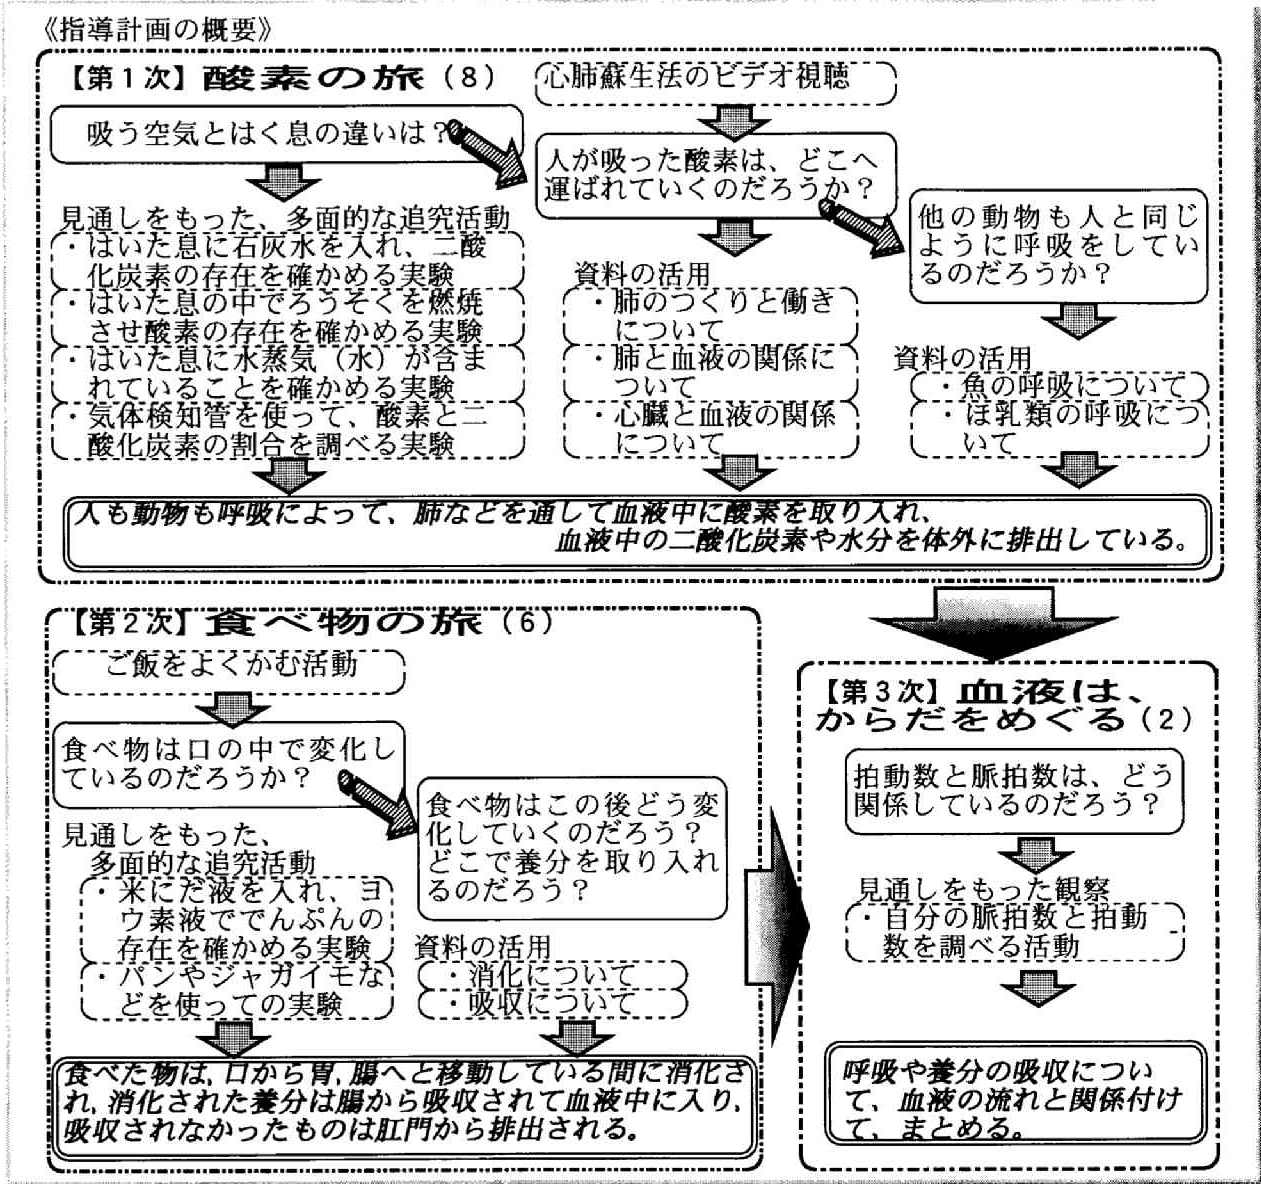 《指導計画の概要》
【第１次】酸素の旅（８）
心肺蘇生法のビデオ視聴
吸う空気とはく息の違いは？
人が吸った酸素は、どこへ
運ばれていくのだろうか？
他の動物も人と同じ
ように呼吸をしてい
るのだろうか？
見通しをもった、多面的な追究活動
・はいた息に石灰水を入れ、二酸
化炭素の存在を確かめる実験
・はいた息の中でろうそくを燃焼
させ酸素の存在を確かめる実験
・はいた息に水蒸気（水）が含ま
れていることを確かめる実験
・気体検知管を使って、酸素と二
酸化炭素の割合を調べる実験
資料の活用
・肺のつくりと働き
について
・肺と血液の関係に
ついて
・心臓と血液の関係
について
資料の活用
・魚の呼吸について
・ほ乳類の呼吸につ
いて
人も動物も呼吸によって、肺などを通して血液中に酸素を取り入れ、
血液中の二酸化炭素や水分を体外に排出している。
【第２次】食べ物の旅（６）
ご飯をよくかむ活動
食べ物は口の中で変化し
ているのだろうか？
食べ物はこの後どう変
化していくのだろう？
どこで養分を取り入れ
るのだろう？
見通しをもった、
多面的な追究活動
・米にだ液を入れ、ヨ
ウ素液ででんぷんの
存在を確かめる実験
・パンやジャガイモな
どを使っての実験
資料の活用
・消化について
・吸収について
食べた物は，口から胃，腸へと移動している間に消化さ
れ，消化された養分は腸から吸収されて血液中に入り，
吸収されなかったものは肛門から排出される。
【第３次】血液は、
からだをめぐる（２）
拍動数と脈拍数は、どう
関係しているのだろう？
見通しをもった観察
・自分の脈拍数と拍動
数を調べる活動
呼吸や養分の吸収につい
て、血液の流れと関係付け
て、まとめる。